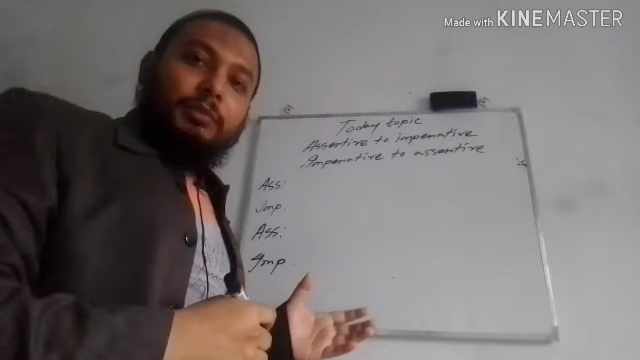 Made with KINEMASTER
Today topic
Assertive to imperative
Imperative to assertive
Ass:
Imp.
Ass:
Imp.